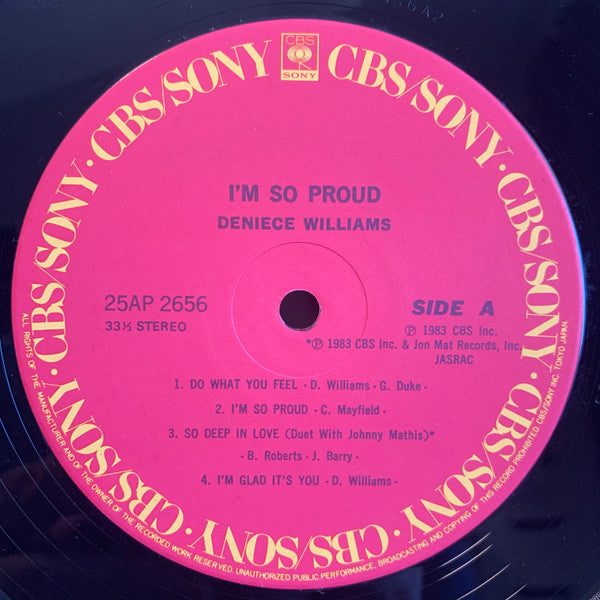 CBS/SONY · CBS/SONY · CBS/SONY · CBS/SONY · CBS/SONY · CBS/SONY · CBS/SONY · CBS/SONY
CBS
SONY
I'M SO PROUD
DENIECE WILLIAMS
25AP 2656
33⅓ STEREO
SIDE A
Ⓟ 1983 CBS Inc.
*Ⓟ 1983 CBS Inc. & Jon Mat Records, Inc.
JASRAC
1. DO WHAT YOU FEEL - D. Williams - G. Duke -
2. I'M SO PROUD - C. Mayfield -
3. SO DEEP IN LOVE (Duet With Johnny Mathis)*
- B. Roberts - J. Barry -
4. I'M GLAD IT'S YOU - D. Williams -
ALL RIGHTS OF THE MANUFACTURER AND OF THE OWNER OF THE RECORDED WORK RESERVED. UNAUTHORIZED PUBLIC PERFORMANCE, BROADCASTING AND COPYING OF THIS RECORD PROHIBITED. CBS/SONY INC. TOKYO JAPAN.